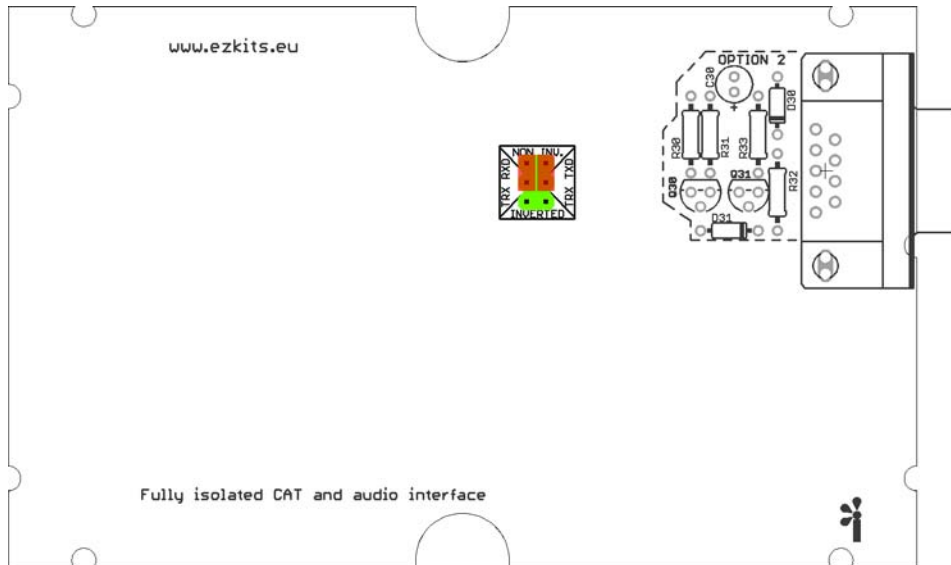 www.ezkits.eu
OPTION 2
C30
+
D30
R30
R31
R33
R32
Q30
Q31
D31
NON INV.
TRX RXD
TRX TXD
INVERTED
Fully isolated CAT and audio interface